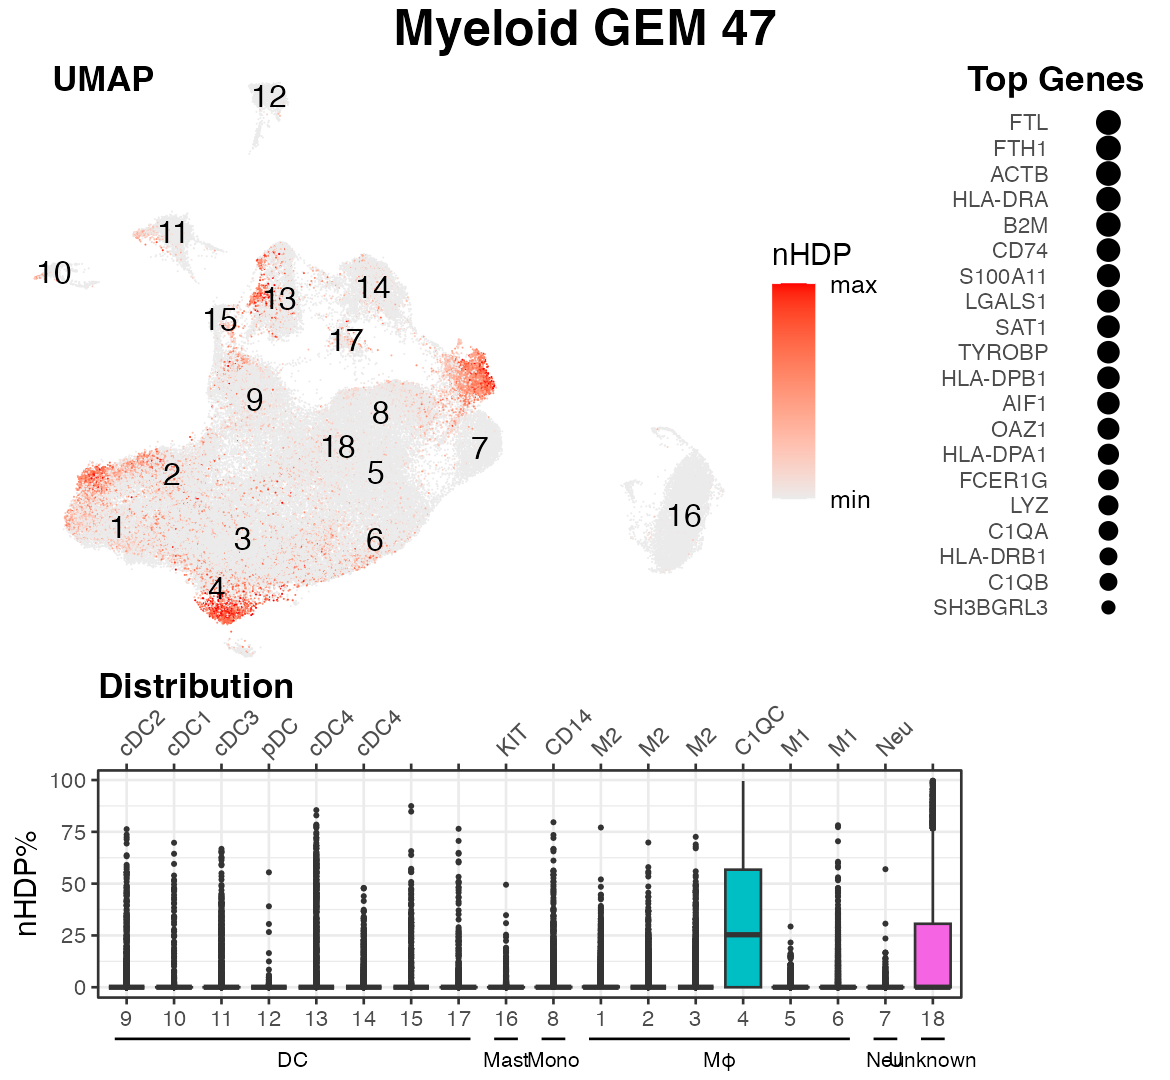 Myeloid GEM 47
UMAP
12
11
10
13
14
15
17
9
8
18
7
2
5
1
3
6
16
4
nHDP
max
min
Top Genes
FTL
FTH1
ACTB
HLA-DRA
B2M
CD74
S100A11
LGALS1
SAT1
TYROBP
HLA-DPB1
AIF1
OAZ1
HLA-DPA1
FCER1G
LYZ
C1QA
HLA-DRB1
C1QB
SH3BGRL3
Distribution
cDC2 cDC1 cDC3 pDC cDC4 cDC4 KIT CD14 M2 M2 M2 C1QC M1 M1 Neu
nHDP%
100
75
50
25
0
9 10 11 12 13 14 15 17 16 8 1 2 3 4 5 6 7 18
DC Mast Mono Mϕ Neu Unknown